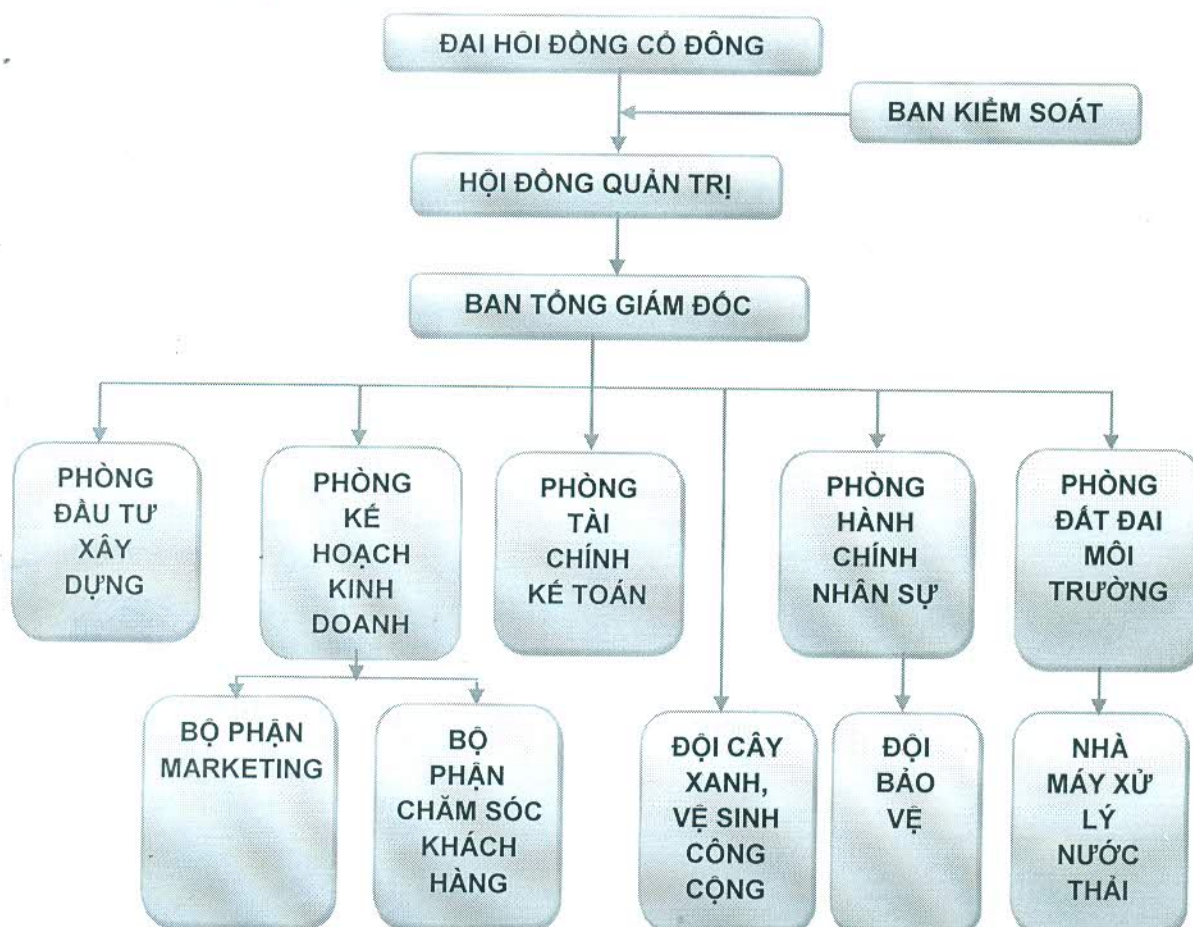 ĐAI HÔI ĐỒNG CỔ ĐÔNG
BAN KIỂM SOÁT
HỘI ĐỒNG QUẢN TRỊ
BAN TỔNG GIÁM ĐỐC
PHÒNG
ĐẦU TƯ
XÂY
DỰNG
PHÒNG
KẾ
HOẠCH
KINH
DOANH
PHÒNG
TÀI
CHÍNH
KẾ TOÁN
PHÒNG
HÀNH
CHÍNH
NHÂN SỰ
PHÒNG
ĐẤT ĐAI
MÔI
TRƯỜNG
BỘ PHẬN
MARKETING
BỘ
PHẬN
CHĂM SÓC
KHÁCH
HÀNG
ĐỘI CÂY
XANH,
VỆ SINH
CÔNG
CỘNG
ĐỘI
BẢO
VỆ
NHÀ
MÁY XỬ
LÝ
NƯỚC
THẢI